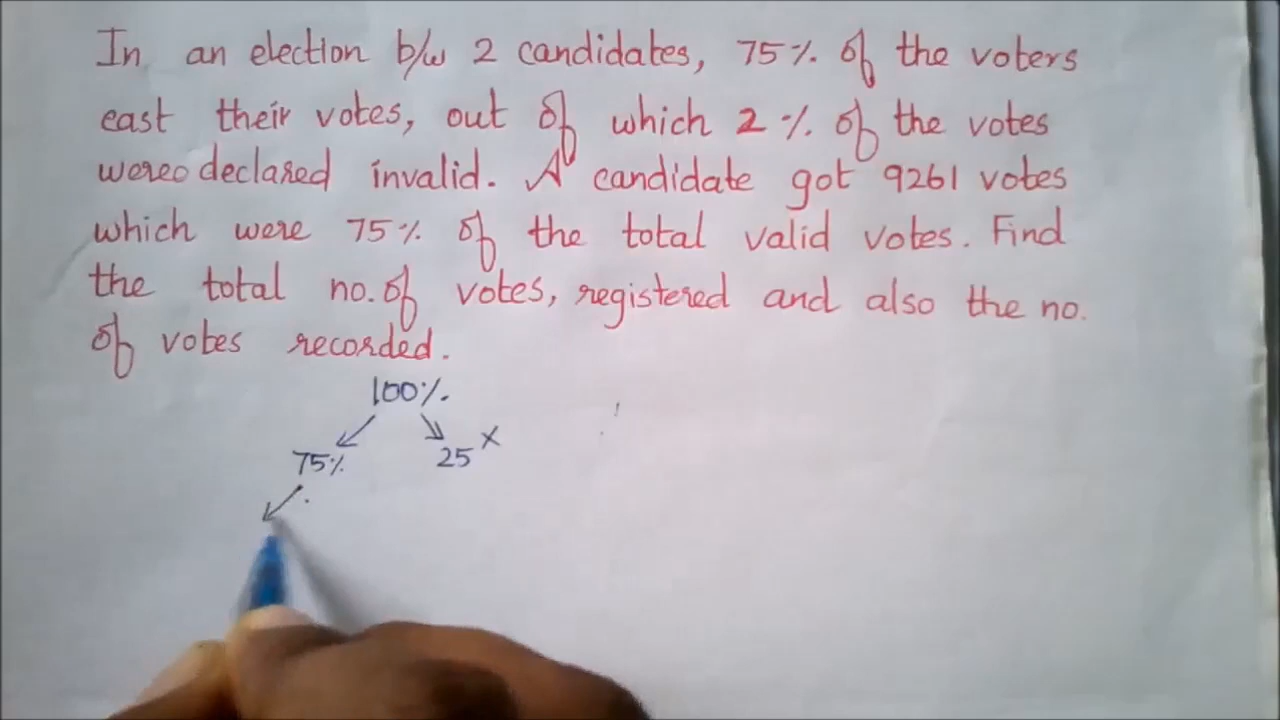 In an election b/w 2 candidates, 75% of the voters
cast their votes, out of which 2% of the votes
were declared invalid. A candidate got 9261 votes
which were 75% of the total valid votes. Find
the total no. of votes, registered and also the no.
of votes recorded.
100%
75% 25 x